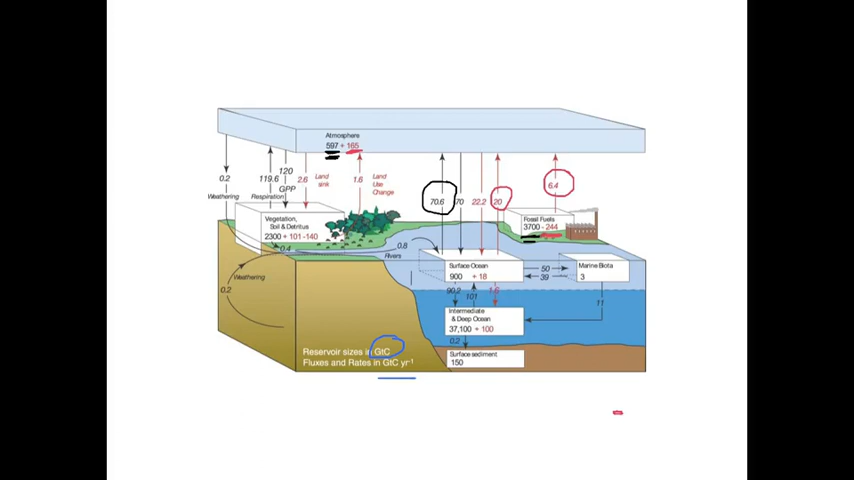 Atmosphere
597 + 165
0.2
Weathering
119.6
Respiration
120
GPP
2.6
Land
sink
1.6
Land
Use
Change
70.6
70
22.2
20
6.4
Vegetation,
Soil & Detritus
2300 + 101 -140
0.4
Fossil Fuels
3700 - 244
0.8
Rivers
Weathering
0.2
Surface Ocean
900 + 18
50
39
Marine Biota
3
90.2
101
1.6
11
Intermediate
& Deep Ocean
37,100 + 100
0.2
Surface sediment
150
Reservoir sizes in GtC
Fluxes and Rates in GtC yr⁻¹